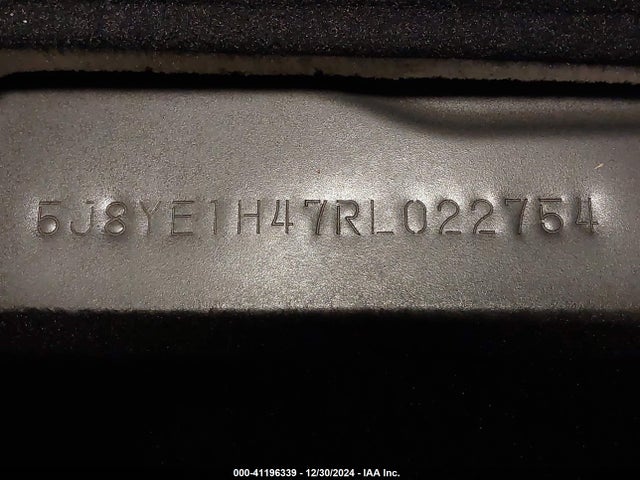 5J8YE1H47RL022754
000-41196339 - 12/30/2024 - IAA Inc.